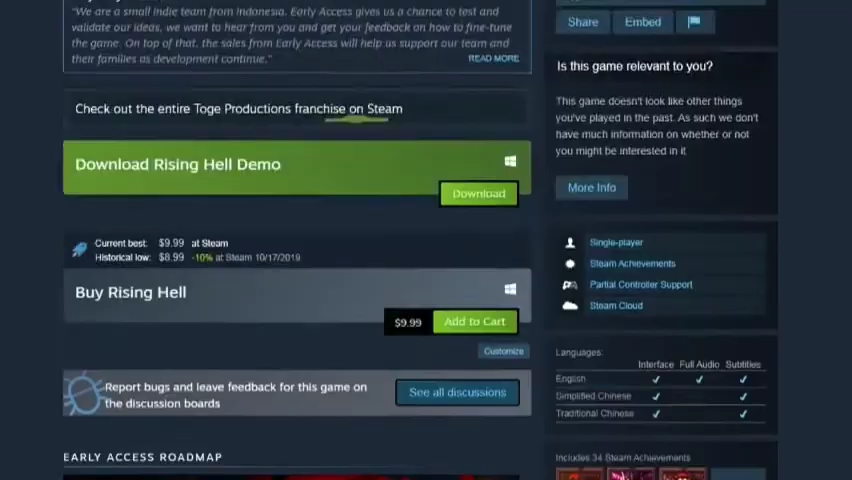 "We are a small indie team from Indonesia. Early Access gives us a chance to test and
validate our ideas, we want to hear from you and get your feedback on how to fine-tune
the game. On top of that, the sales from Early Access will help us support our team and
their families as development continue."
READ MORE
Check out the entire Toge Productions franchise on Steam
Download Rising Hell Demo
Download
Current best: $9.99 at Steam
Historical low: $8.99 -10% at Steam 10/17/2019
Buy Rising Hell
$9.99 Add to Cart
Customize
Report bugs and leave feedback for this game on
the discussion boards
See all discussions
EARLY ACCESS ROADMAP
Share Embed
Is this game relevant to you?
This game doesn't look like other things
you've played in the past. As such we don't
have much information on whether or not
you might be interested in it
More Info
Single-player
Steam Achievements
Partial Controller Support
Steam Cloud
Languages:
Interface Full Audio Subtitles
English ✓ ✓ ✓
Simplified Chinese ✓ ✓
Traditional Chinese ✓ ✓
Includes 34 Steam Achievements